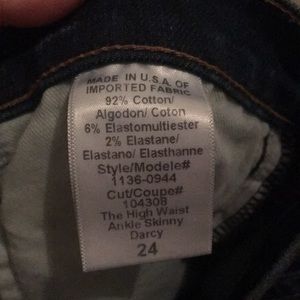 MADE IN U.S.A. OF
IMPORTED FABRIC
92% Cotton/
Algodon/ Coton
6% Elastomultiester
2% Elastane/
Elastano/ Elasthanne
Style/Modele#
1136-0944
Cut/Coupe#
104308
The High Waist
Ankle Skinny
Darcy
24